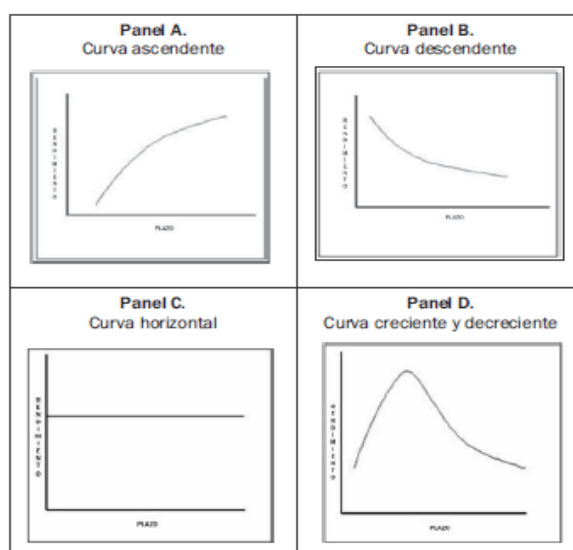 Panel A.
Curva ascendente
RENDIMIENTO
PLAZO
Panel B.
Curva descendente
RENDIMIENTO
PLAZO
Panel C.
Curva horizontal
RENDIMIENTO
PLAZO
Panel D.
Curva creciente y decreciente
RENDIMIENTO
PLAZO